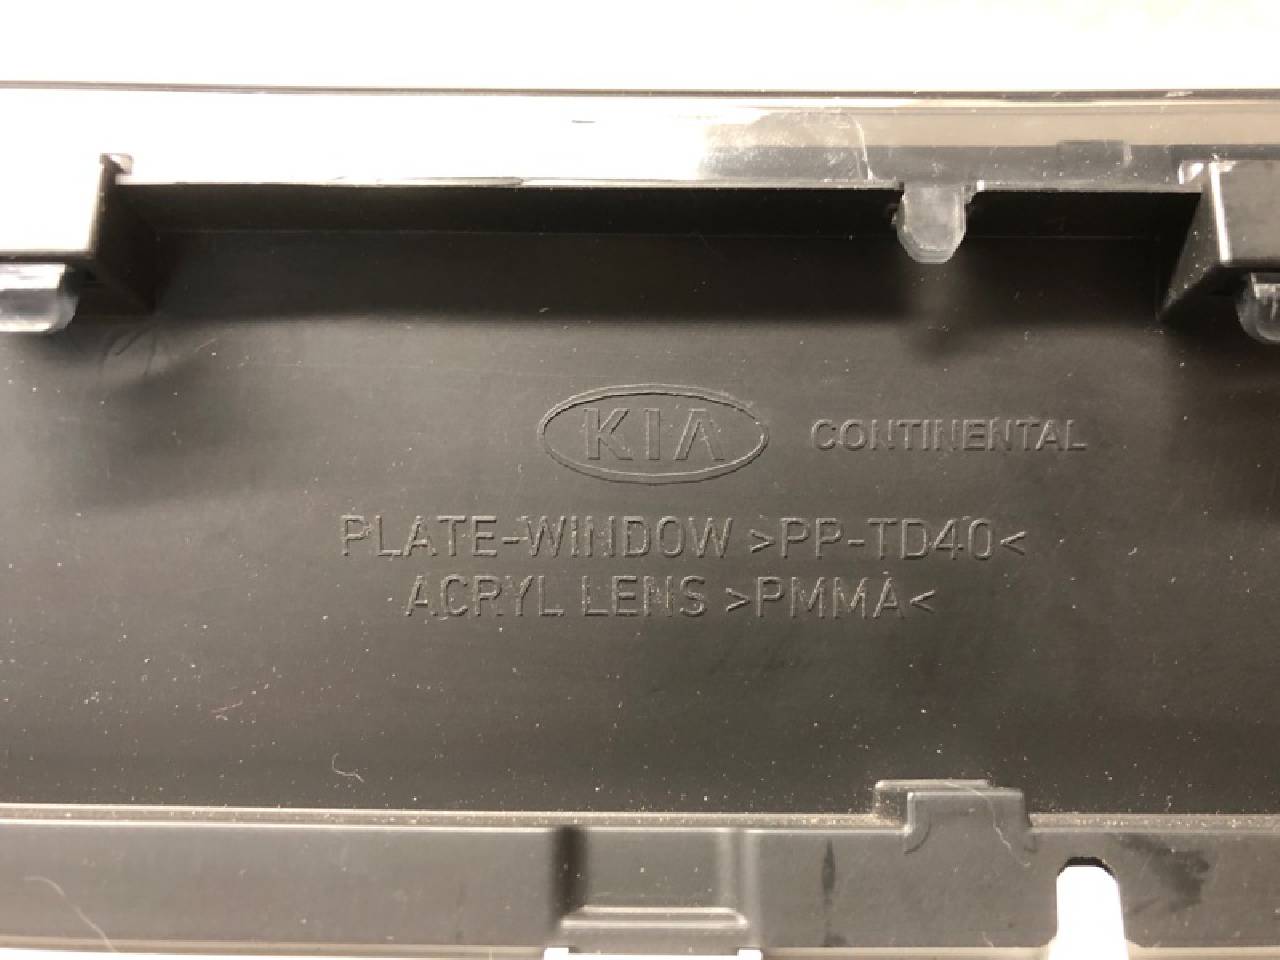 KIA CONTINENTAL
PLATE-WINDOW >PP-TD40<
ACRYL LENS >PMMA<